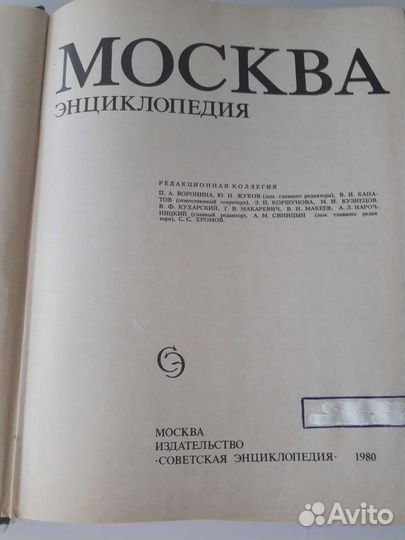 МОСКВА
ЭНЦИКЛОПЕДИЯ
РЕДАКЦИОННАЯ КОЛЛЕГИЯ
П. А. ВОРОНИНА, Ю. Н. ЖУКОВ (зам. главного редактора), В. И. КАНА-
ТОВ (ответственный секретарь), Э. П. КОРШУНОВА, М. И. КУЗНЕЦОВ,
В. Ф. КУХАРСКИЙ, Г. В. МАКАРЕВИЧ, В. Н. МАКЕЕВ, А. Л. НАРОЧ-
НИЦКИЙ (главный редактор), А. М. СИНИЦЫН (зам. главного редак-
тора), С. С. ХРОМОВ.
МОСКВА
ИЗДАТЕЛЬСТВО
«СОВЕТСКАЯ ЭНЦИКЛОПЕДИЯ» 1980
Avito